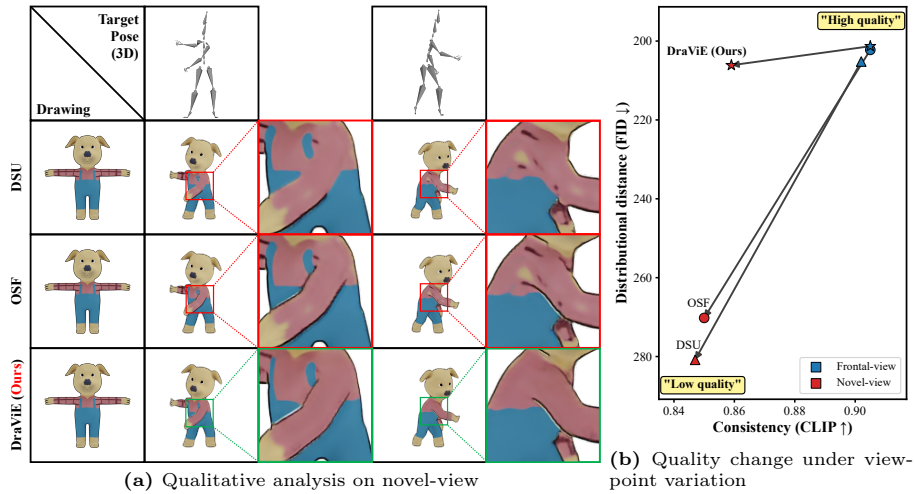 Target
Pose
(3D)
Drawing
DSU
OSF
DraViE (Ours)
(a) Qualitative analysis on novel-view
"High quality"
DraViE (Ours)
OSF
DSU
"Low quality"
Frontal-view
Novel-view
200
220
240
260
280
Distributional distance (FID ↓)
0.84
0.86
0.88
0.90
Consistency (CLIP ↑)
(b) Quality change under view-
point variation